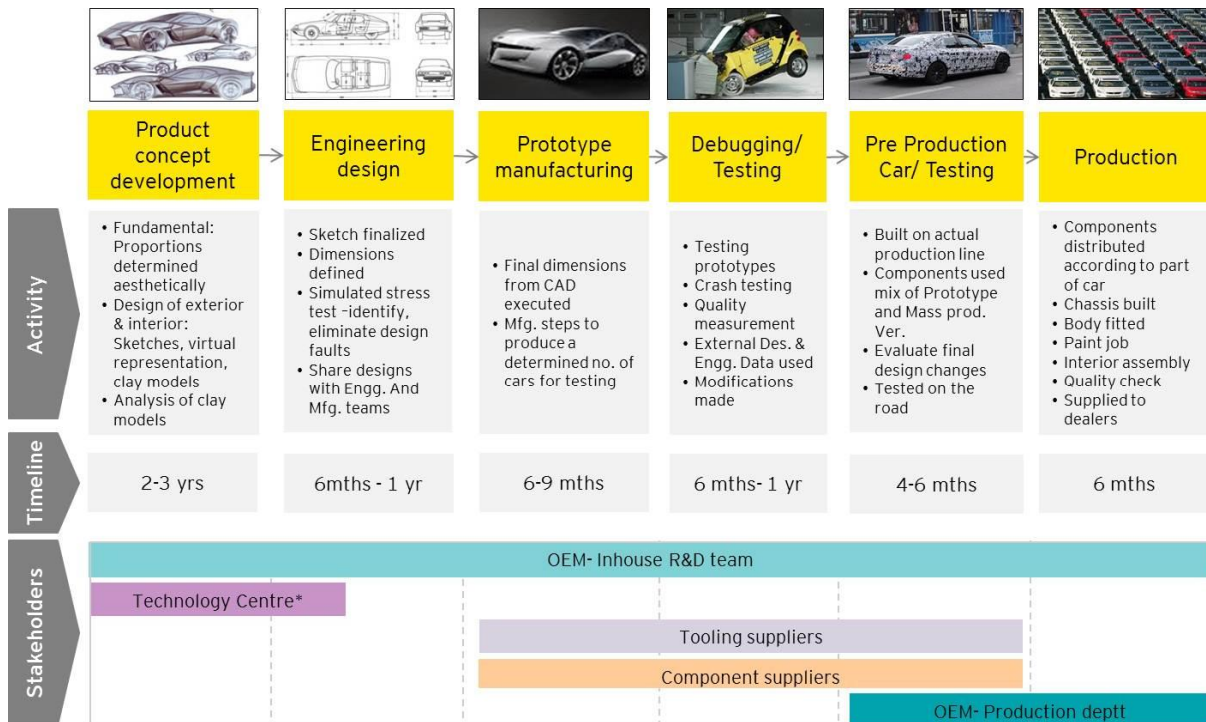 Product
concept
development
Engineering
design
Prototype
manufacturing
Debugging/
Testing
Pre Production
Car/ Testing
Production
Activity
• Fundamental:
Proportions
determined
aesthetically
• Design of exterior
& interior:
Sketches, virtual
representation,
clay models
• Analysis of clay
models
• Sketch finalized
• Dimensions
defined
• Simulated stress
test –identify,
eliminate design
faults
• Share designs
with Engg. And
Mfg. teams
• Final dimensions
from CAD
executed
• Mfg. steps to
produce a
determined no. of
cars for testing
• Testing
prototypes
• Crash testing
• Quality
measurement
• External Des. &
Engg. Data used
• Modifications
made
• Built on actual
production line
• Components used
mix of Prototype
and Mass prod.
Ver.
• Evaluate final
design changes
• Tested on the
road
• Components
distributed
according to part
of car
• Chassis built
• Body fitted
• Paint job
• Interior assembly
• Quality check
• Supplied to
dealers
Timeline
2-3 yrs
6mths - 1 yr
6-9 mths
6 mths- 1 yr
4-6 mths
6 mths
Stakeholders
OEM- Inhouse R&D team
Technology Centre*
Tooling suppliers
Component suppliers
OEM- Production deptt